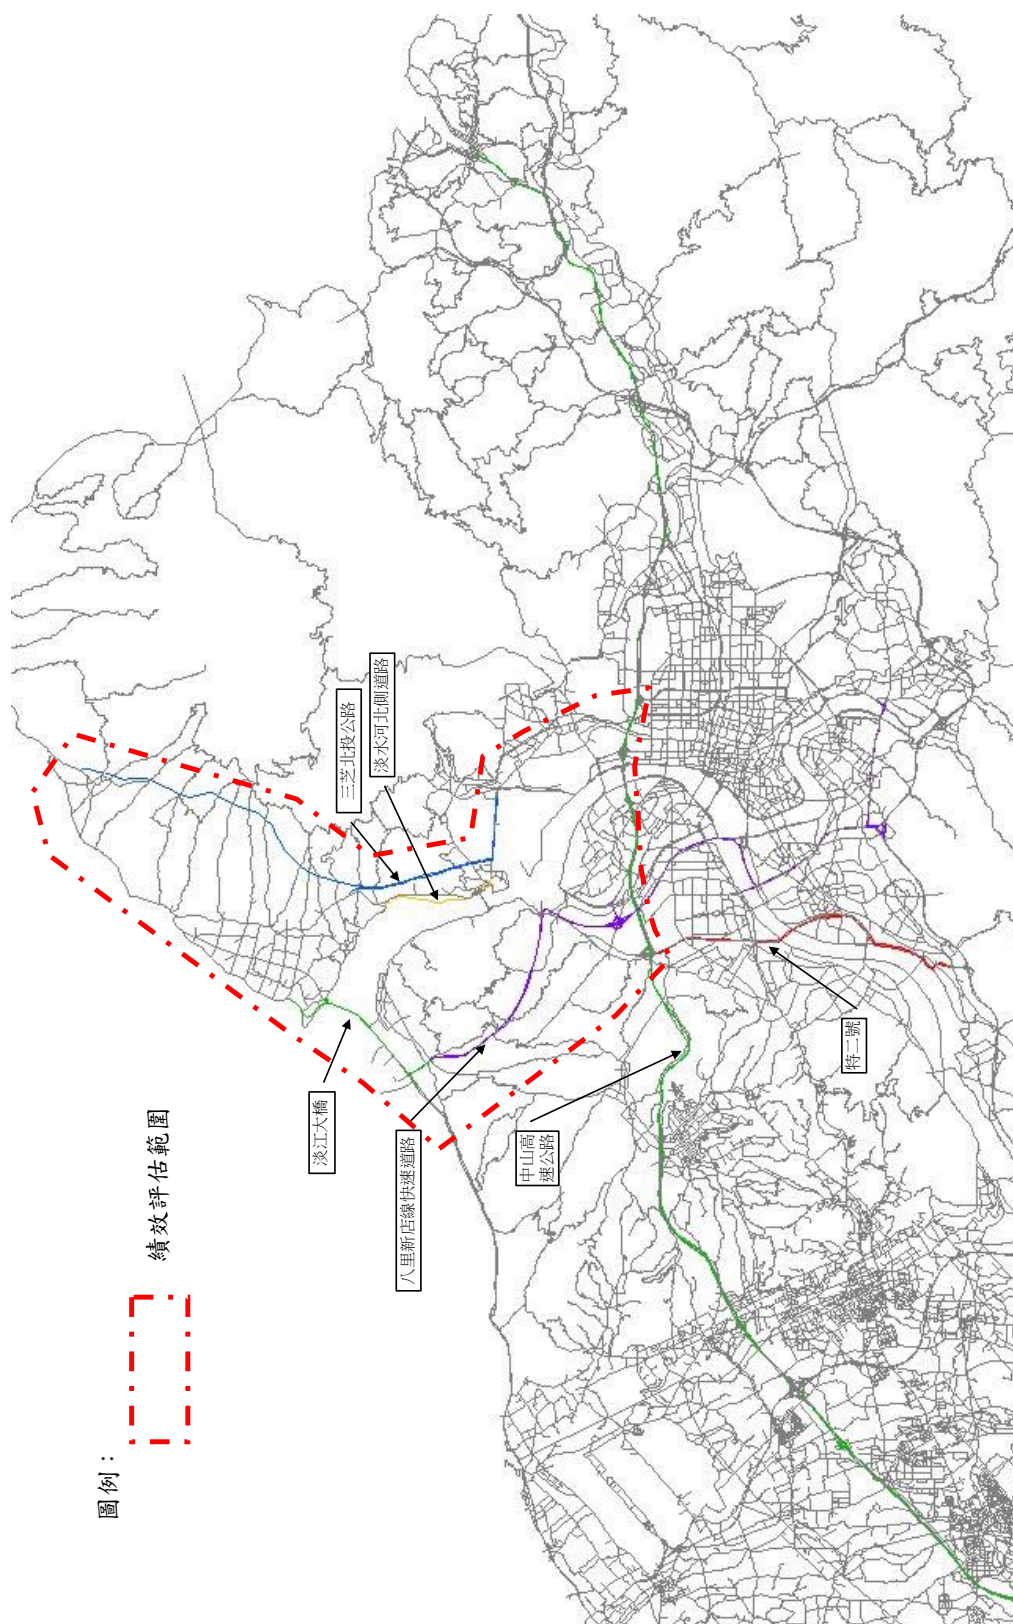 三芝北投公路
淡水河北側道路
淡江大橋
八里新店線快速道路
中山高
速公路
特二號
圖例：
績效評估範圍